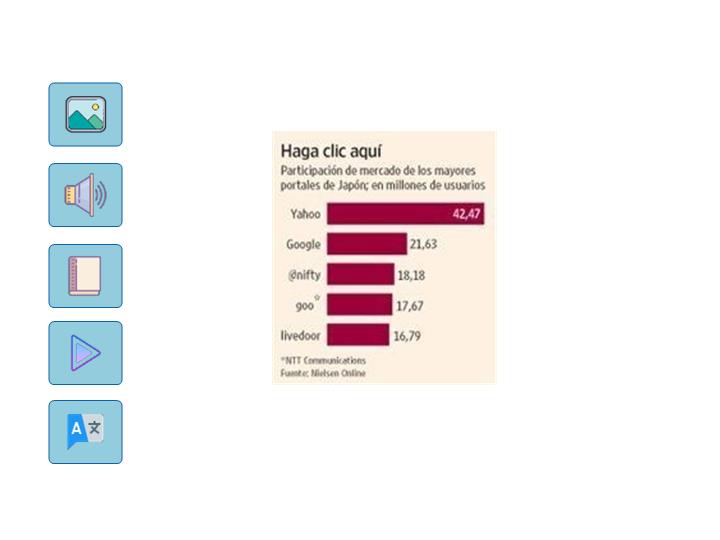 Haga clic aquí
Participación de mercado de los mayores
portales de Japón; en millones de usuarios
Yahoo 42,47
Google 21,63
@nifty 18,18
goo* 17,67
livedoor 16,79
*NTT Communications
Fuente: Nielsen Online
A 文